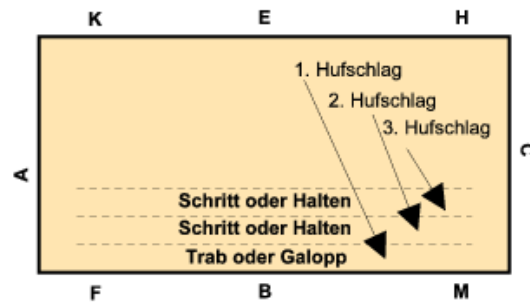 K E H
1. Hufschlag
2. Hufschlag
3. Hufschlag
A C
Schritt oder Halten
Schritt oder Halten
Trab oder Galopp
F B M